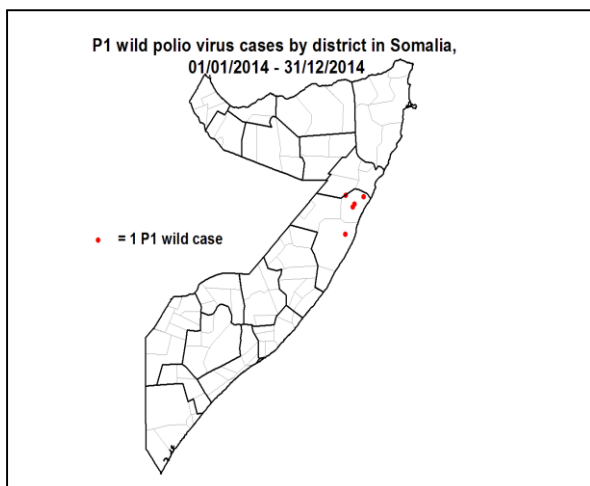 P1 wild polio virus cases by district in Somalia,
01/01/2014 - 31/12/2014
= 1 P1 wild case